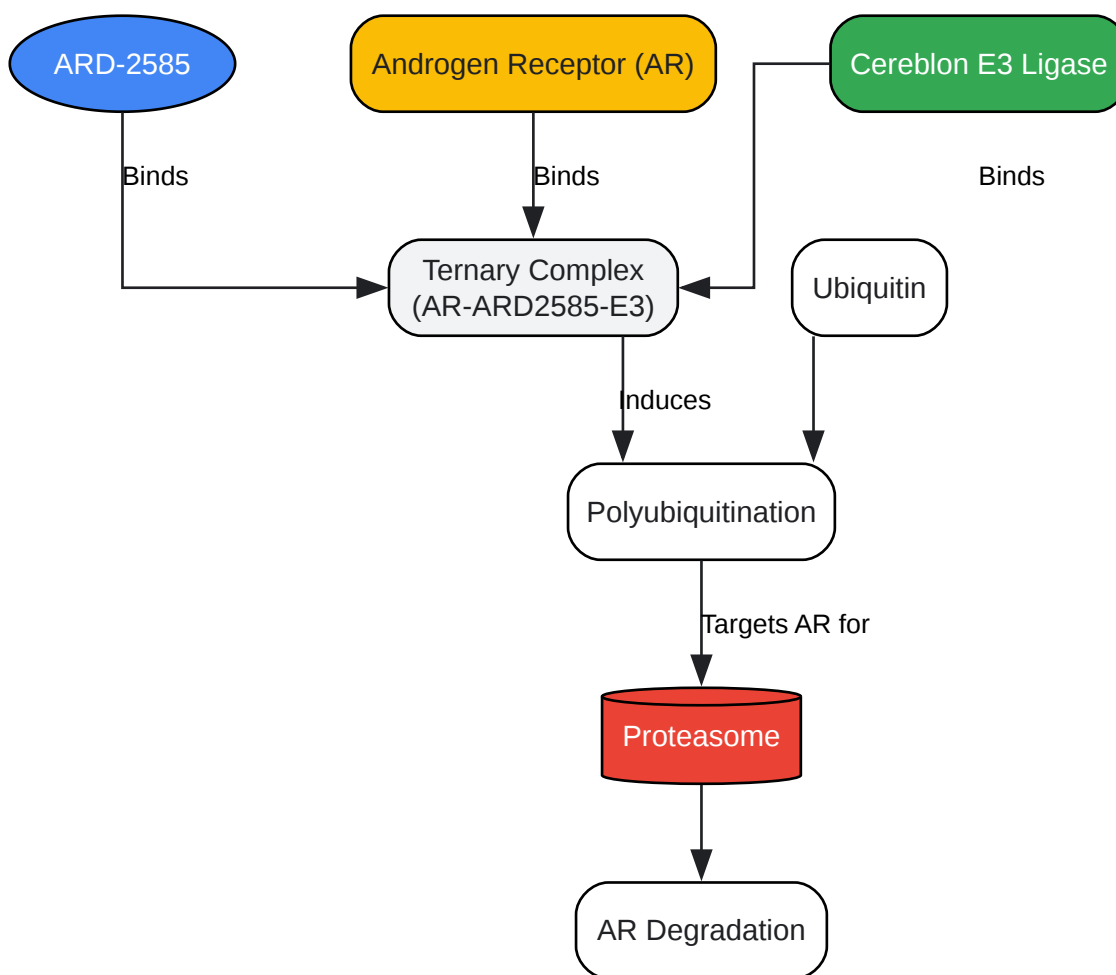 ARD-2585
Androgen Receptor (AR)
Cereblon E3 Ligase
Binds
Binds
Binds
Ternary Complex
(AR-ARD2585-E3)
Ubiquitin
Induces
Polyubiquitination
Targets AR for
Proteasome
AR Degradation